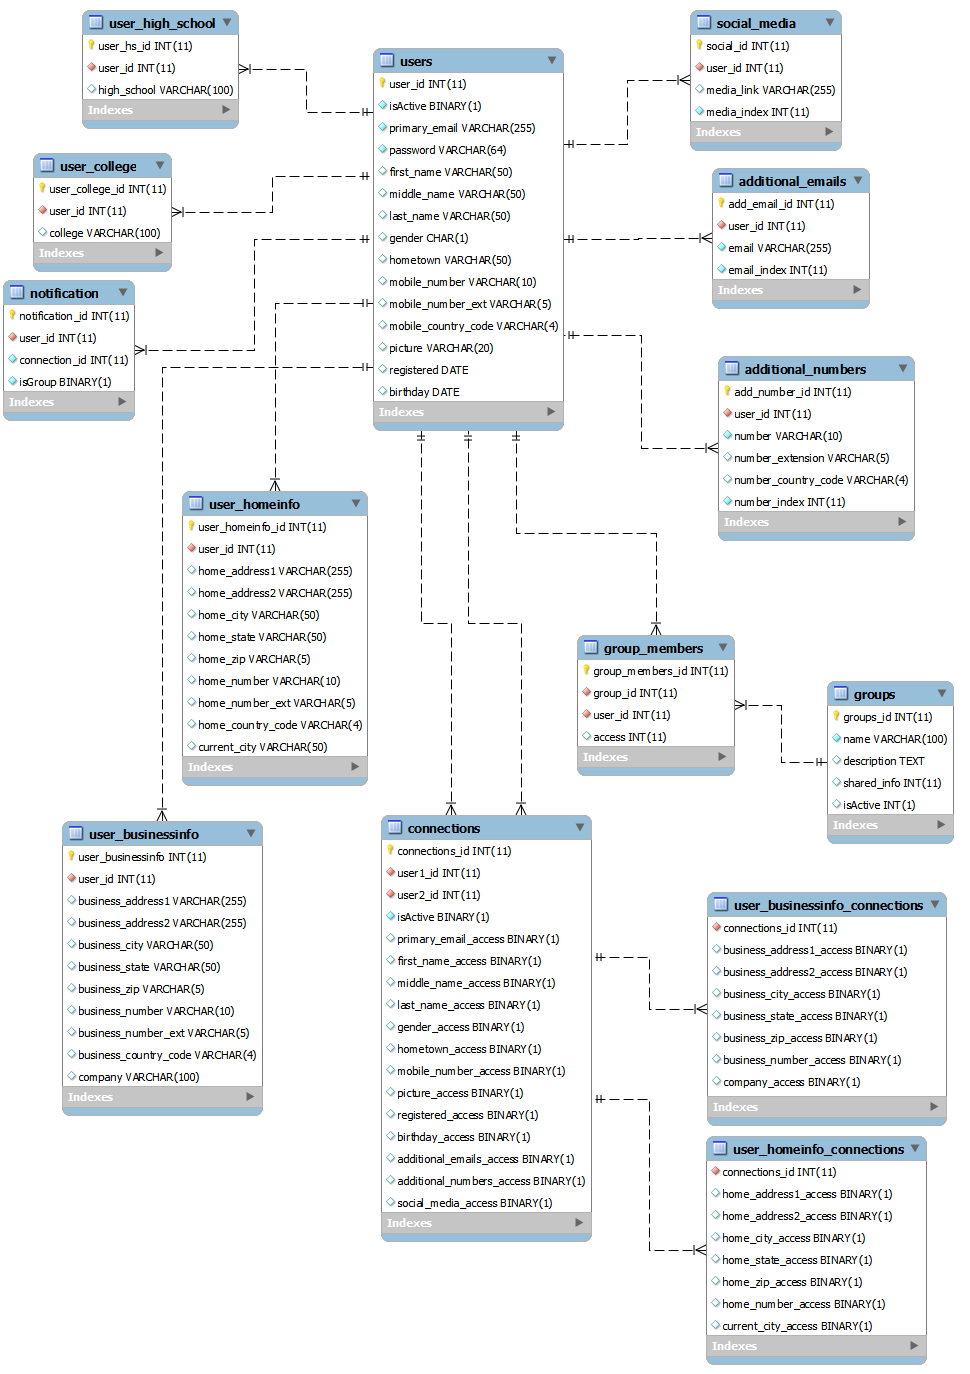 user_high_school
user_hs_id INT(11)
user_id INT(11)
high_school VARCHAR(100)
Indexes
user_college
user_college_id INT(11)
user_id INT(11)
college VARCHAR(100)
Indexes
notification
notification_id INT(11)
user_id INT(11)
connection_id INT(11)
isGroup BINARY(1)
Indexes
users
user_id INT(11)
isActive BINARY(1)
primary_email VARCHAR(255)
password VARCHAR(64)
first_name VARCHAR(50)
middle_name VARCHAR(50)
last_name VARCHAR(50)
gender CHAR(1)
hometown VARCHAR(50)
mobile_number VARCHAR(10)
mobile_number_ext VARCHAR(5)
mobile_country_code VARCHAR(4)
picture VARCHAR(20)
registered DATE
birthday DATE
Indexes
social_media
social_id INT(11)
user_id INT(11)
media_link VARCHAR(255)
media_index INT(11)
Indexes
additional_emails
add_email_id INT(11)
user_id INT(11)
email VARCHAR(255)
email_index INT(11)
Indexes
additional_numbers
add_number_id INT(11)
user_id INT(11)
number VARCHAR(10)
number_extension VARCHAR(5)
number_country_code VARCHAR(4)
number_index INT(11)
Indexes
user_homeinfo
user_homeinfo_id INT(11)
user_id INT(11)
home_address1 VARCHAR(255)
home_address2 VARCHAR(255)
home_city VARCHAR(50)
home_state VARCHAR(50)
home_zip VARCHAR(5)
home_number VARCHAR(10)
home_number_ext VARCHAR(5)
home_country_code VARCHAR(4)
current_city VARCHAR(50)
Indexes
group_members
group_members_id INT(11)
group_id INT(11)
user_id INT(11)
access INT(11)
Indexes
groups
groups_id INT(11)
name VARCHAR(100)
description TEXT
shared_info INT(11)
isActive INT(1)
Indexes
user_businessinfo
user_businessinfo INT(11)
user_id INT(11)
business_address1 VARCHAR(255)
business_address2 VARCHAR(255)
business_city VARCHAR(50)
business_state VARCHAR(50)
business_zip VARCHAR(5)
business_number VARCHAR(10)
business_number_ext VARCHAR(5)
business_country_code VARCHAR(4)
company VARCHAR(100)
Indexes
connections
connections_id INT(11)
user1_id INT(11)
user2_id INT(11)
isActive BINARY(1)
primary_email_access BINARY(1)
first_name_access BINARY(1)
middle_name_access BINARY(1)
last_name_access BINARY(1)
gender_access BINARY(1)
hometown_access BINARY(1)
mobile_number_access BINARY(1)
picture_access BINARY(1)
registered_access BINARY(1)
birthday_access BINARY(1)
additional_emails_access BINARY(1)
additional_numbers_access BINARY(1)
social_media_access BINARY(1)
Indexes
user_businessinfo_connections
connections_id INT(11)
business_address1_access BINARY(1)
business_address2_access BINARY(1)
business_city_access BINARY(1)
business_state_access BINARY(1)
business_zip_access BINARY(1)
business_number_access BINARY(1)
company_access BINARY(1)
Indexes
user_homeinfo_connections
connections_id INT(11)
home_address1_access BINARY(1)
home_address2_access BINARY(1)
home_city_access BINARY(1)
home_state_access BINARY(1)
home_zip_access BINARY(1)
home_number_access BINARY(1)
current_city_access BINARY(1)
Indexes